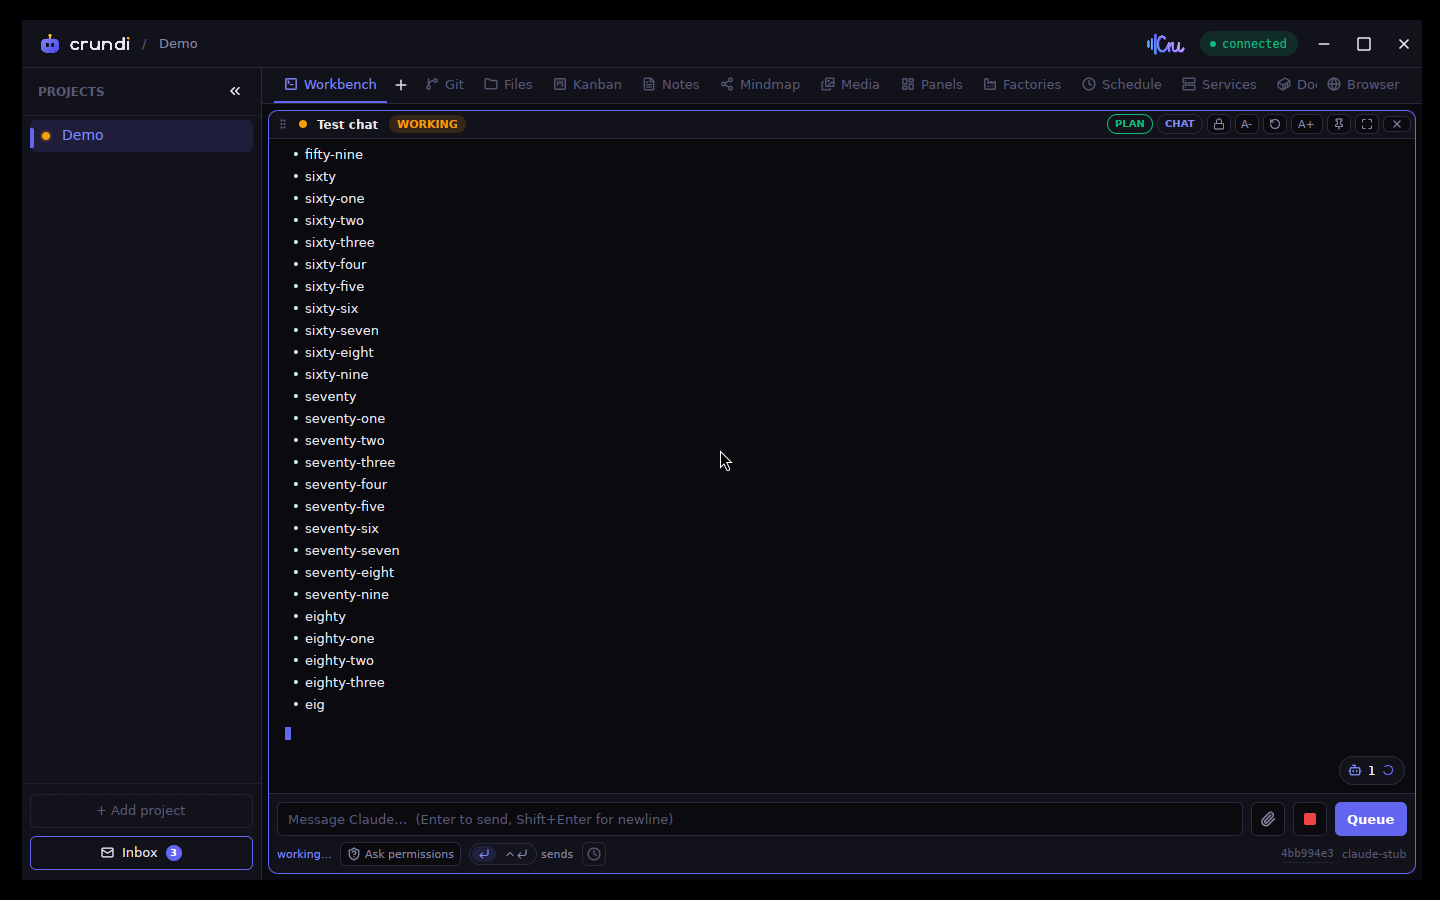 crundi / Demo
Cru
connected
PROJECTS
Workbench + Git Files Kanban Notes Mindmap Media Panels Factories Schedule Services Do Browser
Demo
Test chat WORKING PLAN CHAT A- A+
• fifty-nine
• sixty
• sixty-one
• sixty-two
• sixty-three
• sixty-four
• sixty-five
• sixty-six
• sixty-seven
• sixty-eight
• sixty-nine
• seventy
• seventy-one
• seventy-two
• seventy-three
• seventy-four
• seventy-five
• seventy-six
• seventy-seven
• seventy-eight
• seventy-nine
• eighty
• eighty-one
• eighty-two
• eighty-three
• eig
1
+ Add project
Inbox 3
Message Claude... (Enter to send, Shift+Enter for newline)
Queue
working... Ask permissions sends
4bb994e3 claude-stub